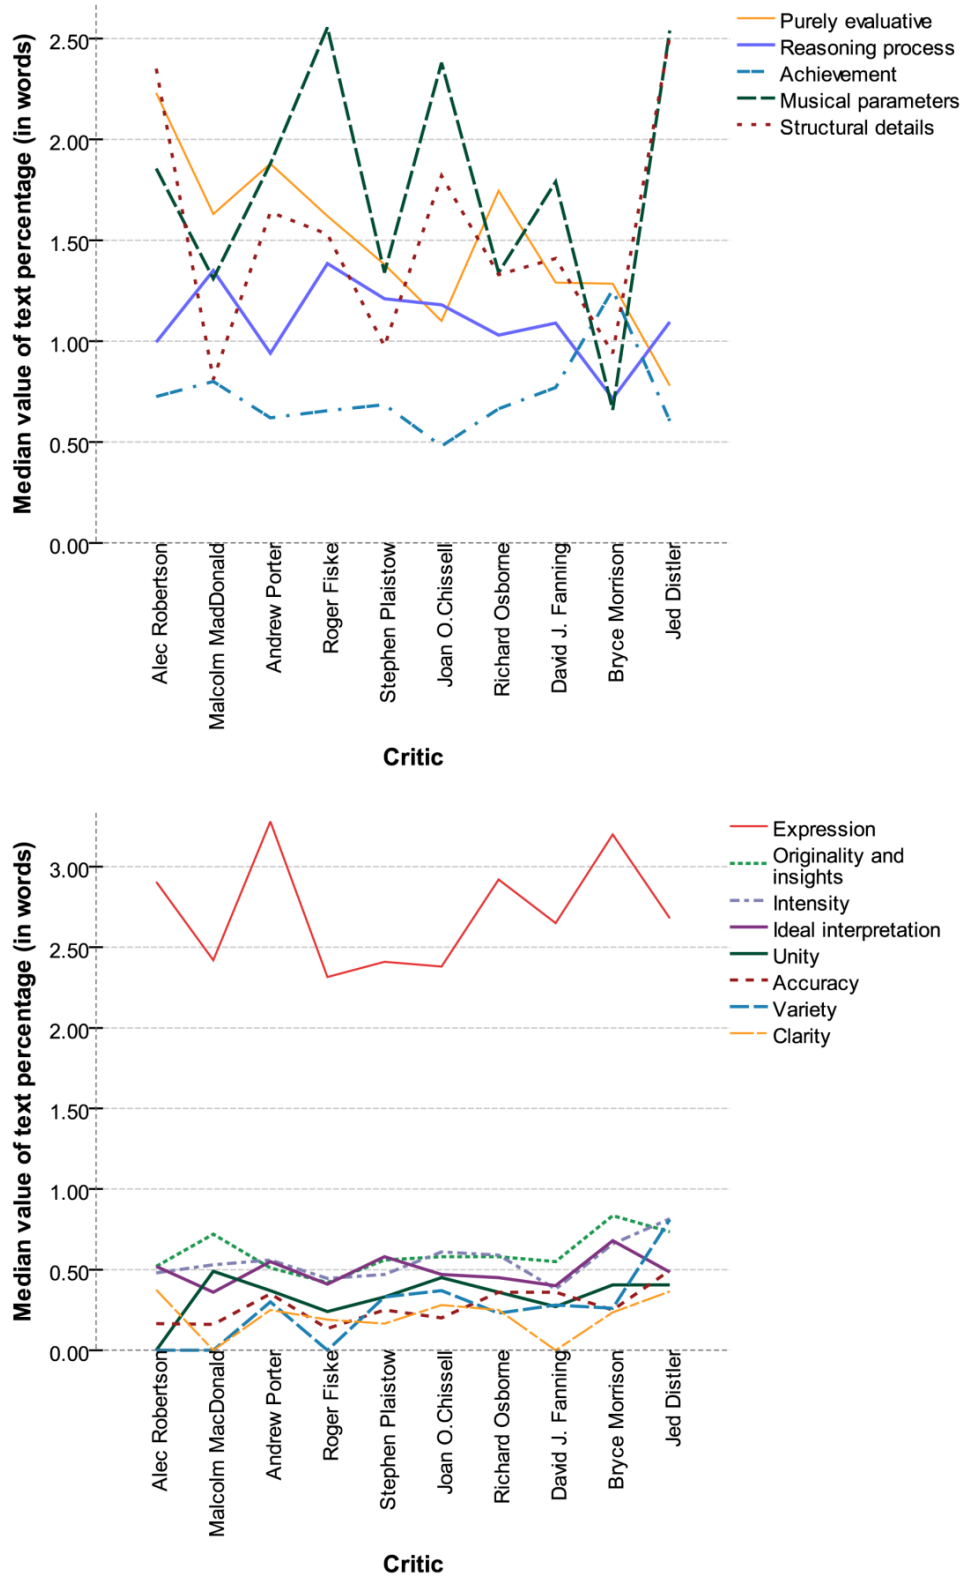 Median value of text percentage (in words)
2.50
2.00
1.50
1.00
0.50
0.00
Alec Robertson
Malcolm MadDonald
Andrew Porter
Roger Fiske
Stephen Plaistow
Joan O.Chissell
Richard Osborne
David J. Fanning
Bryce Morrison
Jed Distler
Critic
Purely evaluative
Reasoning process
Achievement
Musical parameters
Structural details
Median value of text percentage (in words)
3.00
2.50
2.00
1.50
1.00
0.50
0.00
Alec Robertson
Malcolm MacDonald
Andrew Porter
Roger Fiske
Stephen Plaistow
Joan O.Chissell
Richard Osborne
David J. Fanning
Bryce Morrison
Jed Distler
Critic
Expression
Originality and
insights
Intensity
Ideal interpretation
Unity
Accuracy
Variety
Clarity